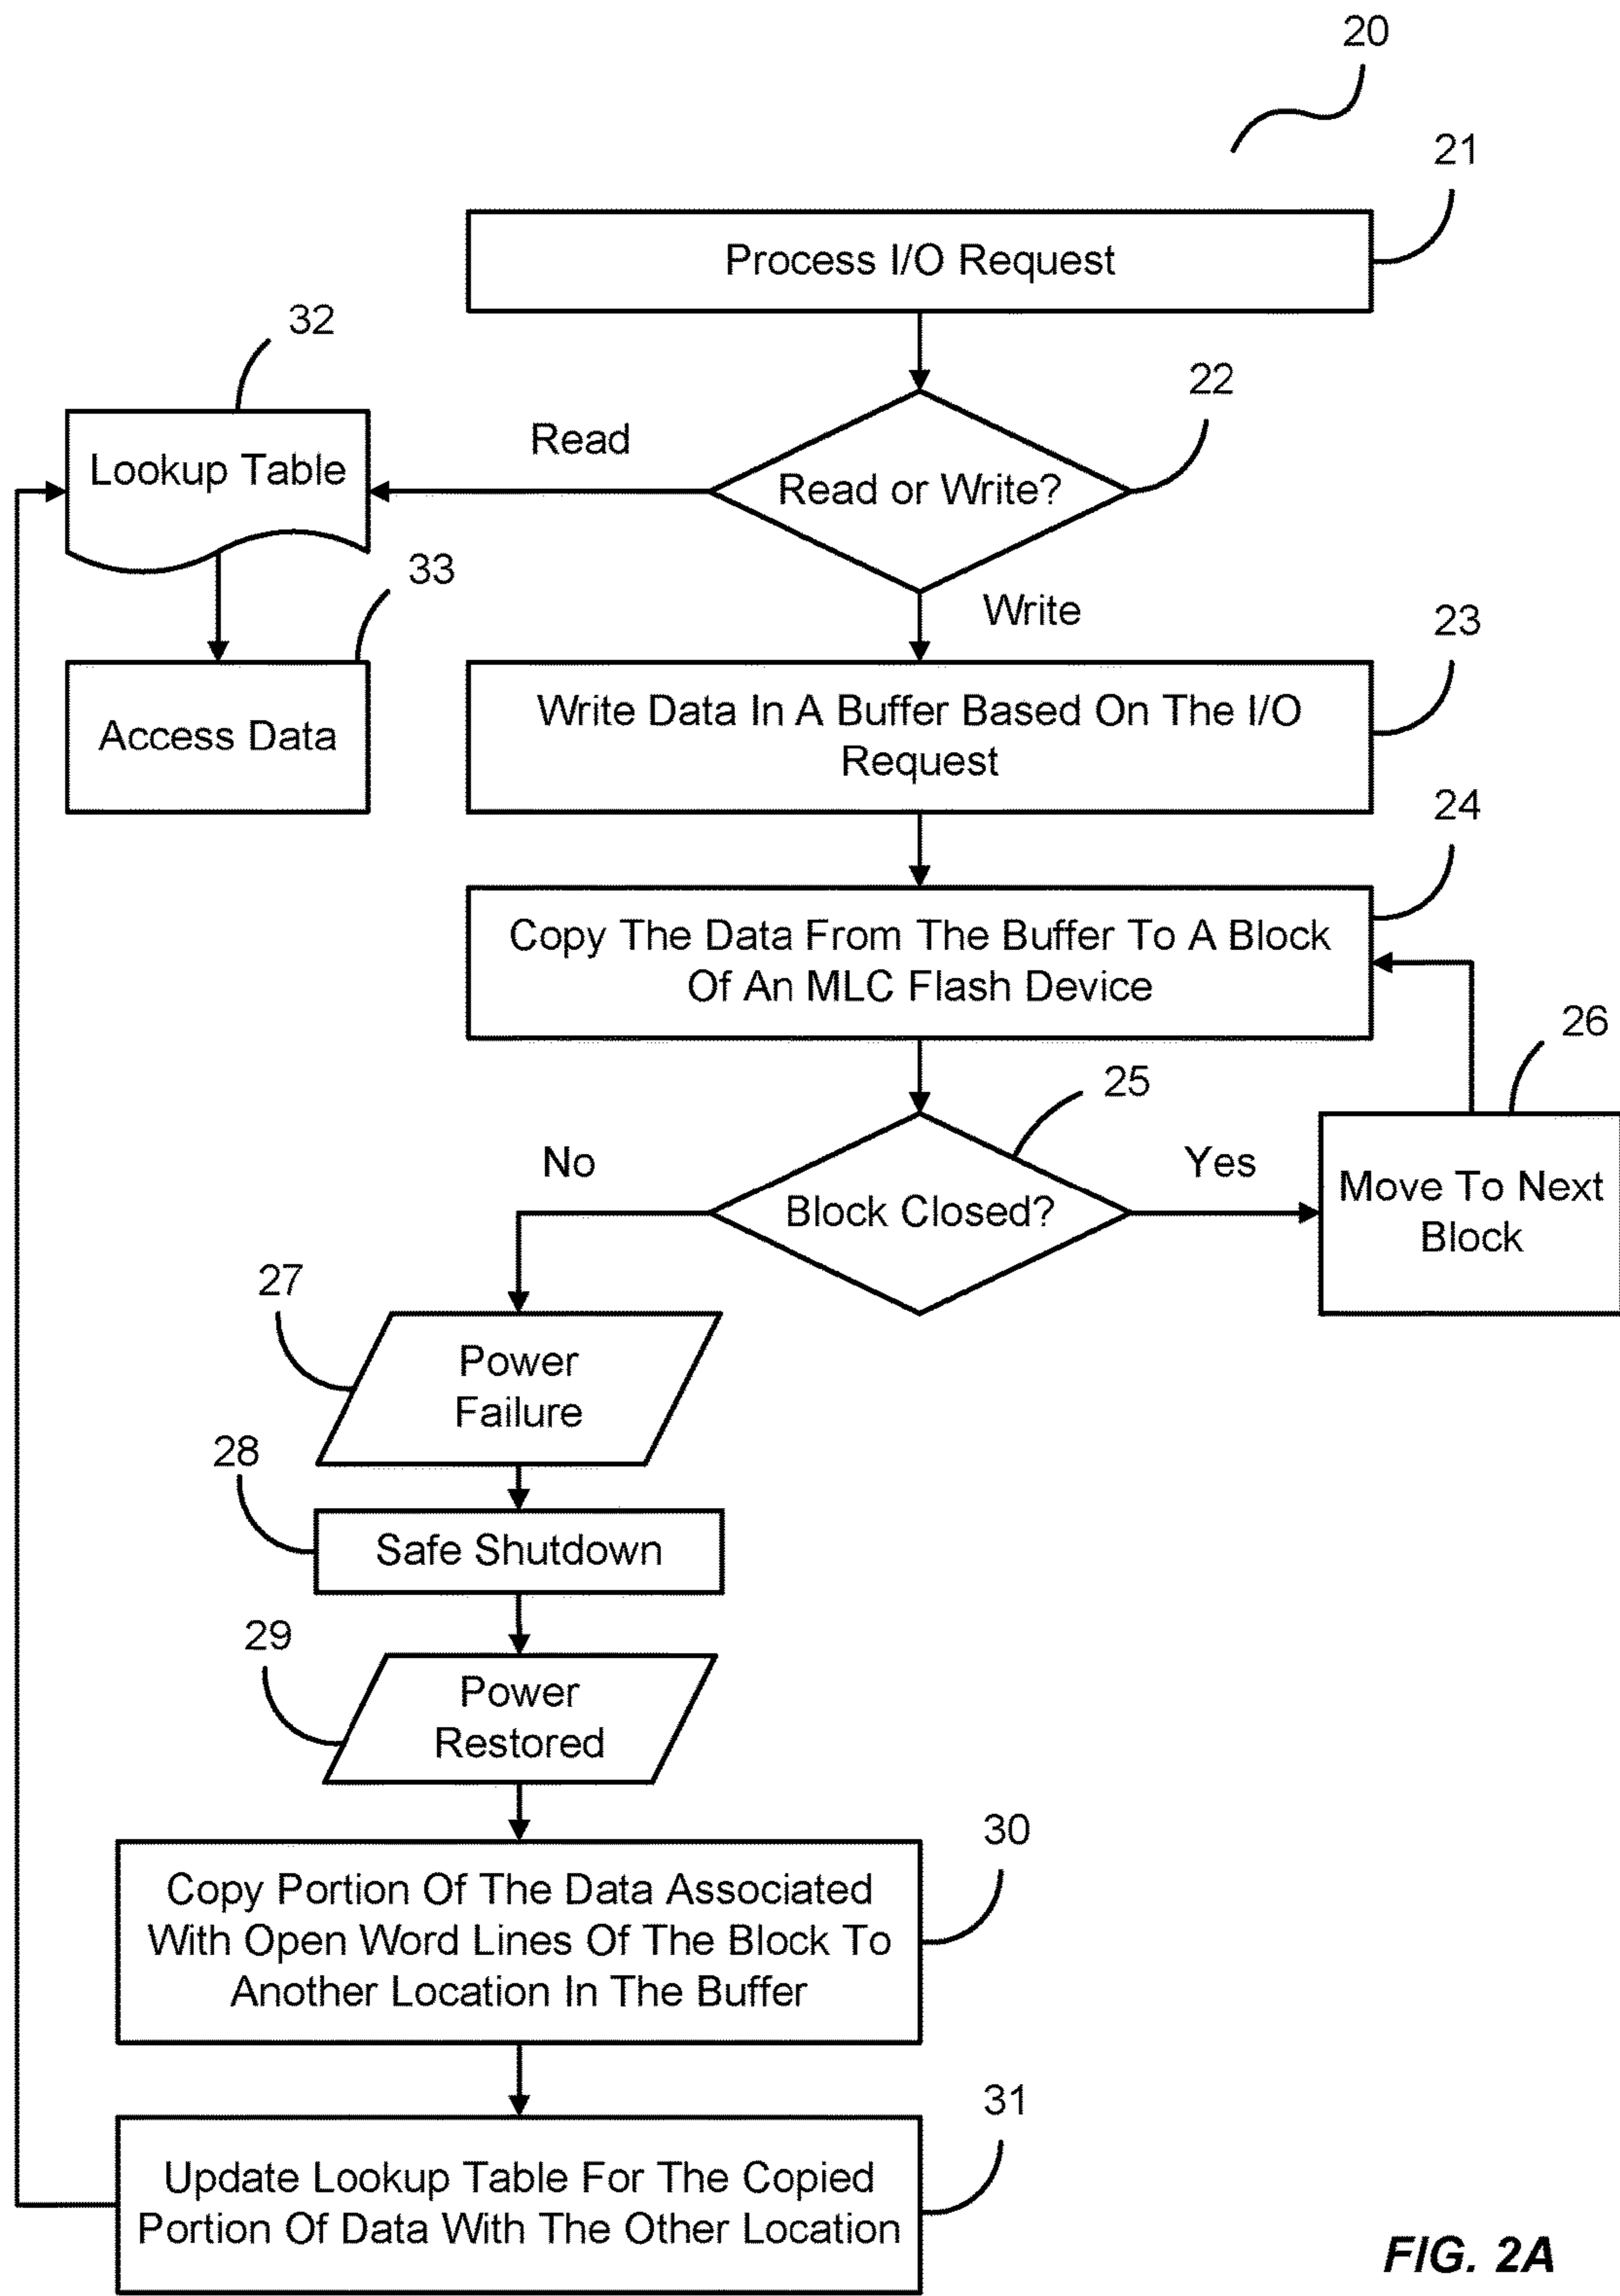 20
21
Process I/O Request
32
22
Read
Lookup Table
Read or Write?
33
Write
23
Access Data
Write Data In A Buffer Based On The I/O
Request
24
Copy The Data From The Buffer To A Block
Of An MLC Flash Device
26
25
No
Yes
Block Closed?
Move To Next
Block
27
Power
Failure
28
Safe Shutdown
29
Power
Restored
30
Copy Portion Of The Data Associated
With Open Word Lines Of The Block To
Another Location In The Buffer
31
Update Lookup Table For The Copied
Portion Of Data With The Other Location
FIG. 2A